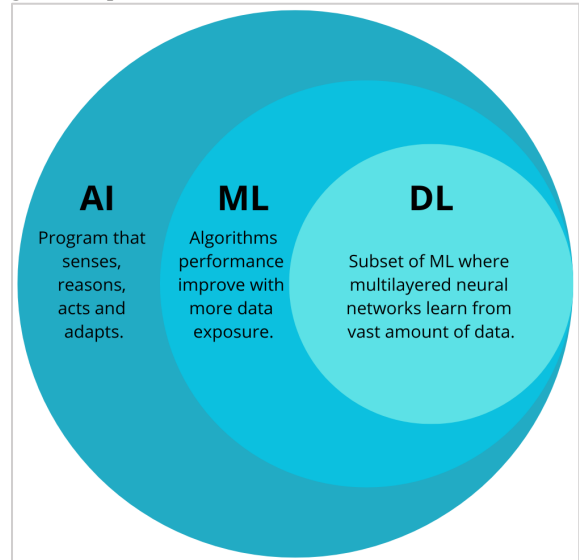 AI
Program that
senses,
reasons,
acts and
adapts.
ML
Algorithms
performance
improve with
more data
exposure.
DL
Subset of ML where
multilayered neural
networks learn from
vast amount of data.